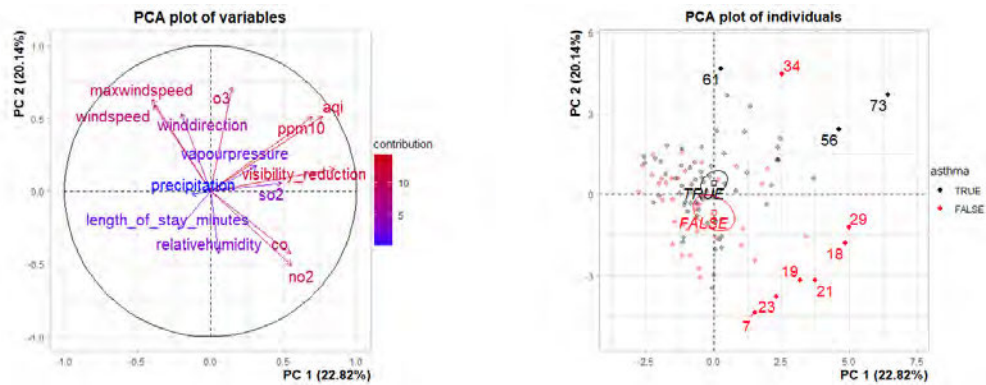 PCA plot of variables
PC 2 (20.14%)
1.0
0.5
0.0
-0.5
-1.0
maxwindspeed
windspeed
winddirection
o3
aqi
ppm10
vapourpressure
visibility_reduction
precipitation
so2
length_of_stay_minutes
relativehumidity
co
no2
-1.0 -0.5 0.0 0.5 1.0
PC 1 (22.82%)
contribution
10
5
PCA plot of individuals
PC 2 (20.14%)
6
3
0
-3
61
34
73
56
TRUE
FALSE
29
18
19
21
23
7
-2.5 0.0 2.5 5.0 7.5
PC 1 (22.82%)
asthma
TRUE
FALSE